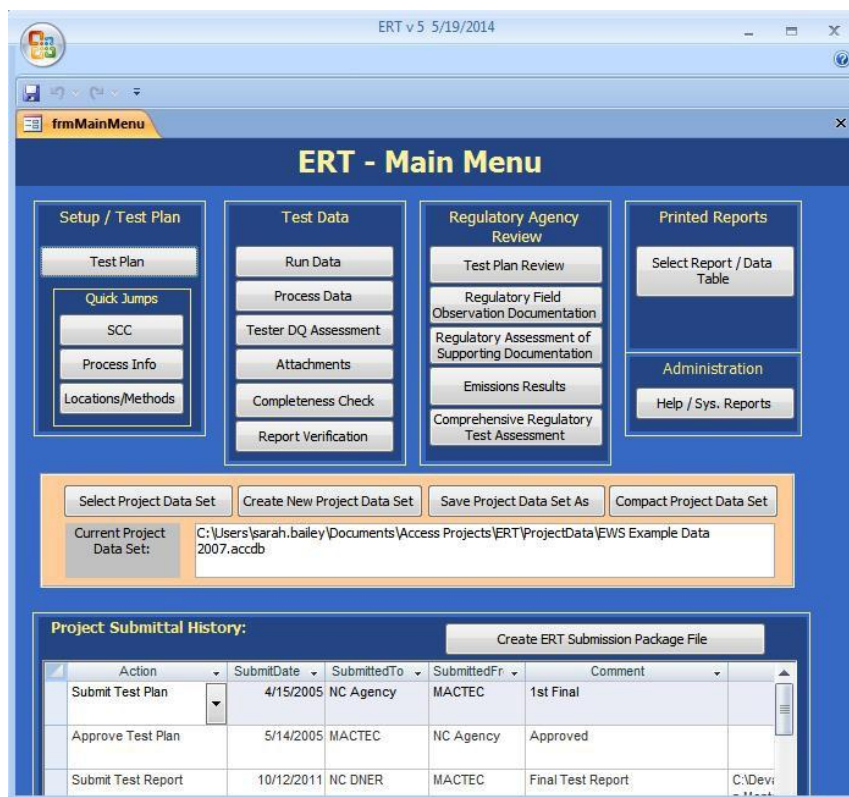 ERT v 5 5/19/2014
frmMainMenu
ERT - Main Menu
Setup / Test Plan
Test Plan
Quick Jumps
SCC
Process Info
Locations/Methods
Test Data
Run Data
Process Data
Tester DQ Assessment
Attachments
Completeness Check
Report Verification
Regulatory Agency
Review
Test Plan Review
Regulatory Field
Observation Documentation
Regulatory Assessment of
Supporting Documentation
Emissions Results
Comprehensive Regulatory
Test Assessment
Printed Reports
Select Report / Data
Table
Administration
Help / Sys. Reports
Select Project Data Set
Create New Project Data Set
Save Project Data Set As
Compact Project Data Set
Current Project
Data Set:
C:\Users\sarah.bailey\Documents\Access Projects\ERT\ProjectData\EWS Example Data
2007.accdb
Project Submittal History:
Create ERT Submission Package File
Action SubmitDate SubmittedTo SubmittedFr Comment
Submit Test Plan 4/15/2005 NC Agency MACTEC 1st Final
Approve Test Plan 5/14/2005 MACTEC NC Agency Approved
Submit Test Report 10/12/2011 NC DNER MACTEC Final Test Report